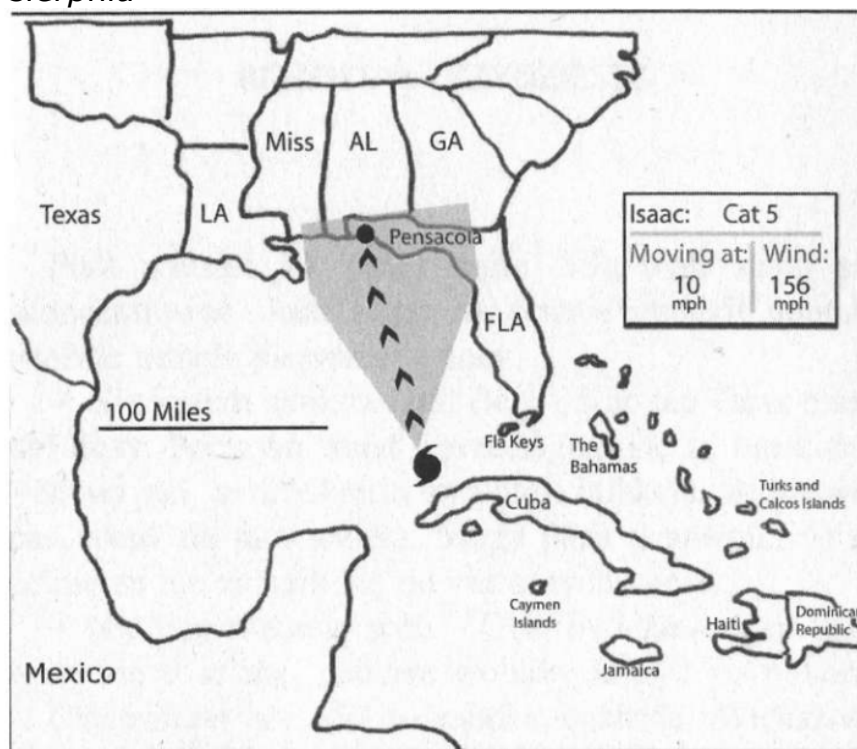 sierpnia
Miss
AL
GA
Texas
LA
Isaac: Cat 5
Pensacola
Moving at:
10
mph
Wind:
156
mph
FLA
100 Miles
Fla Keys
The
Bahamas
Turks and
Calcos Islands
Cuba
Caymen
Islands
Haiti
Dominican
Republic
Jamaica
Mexico